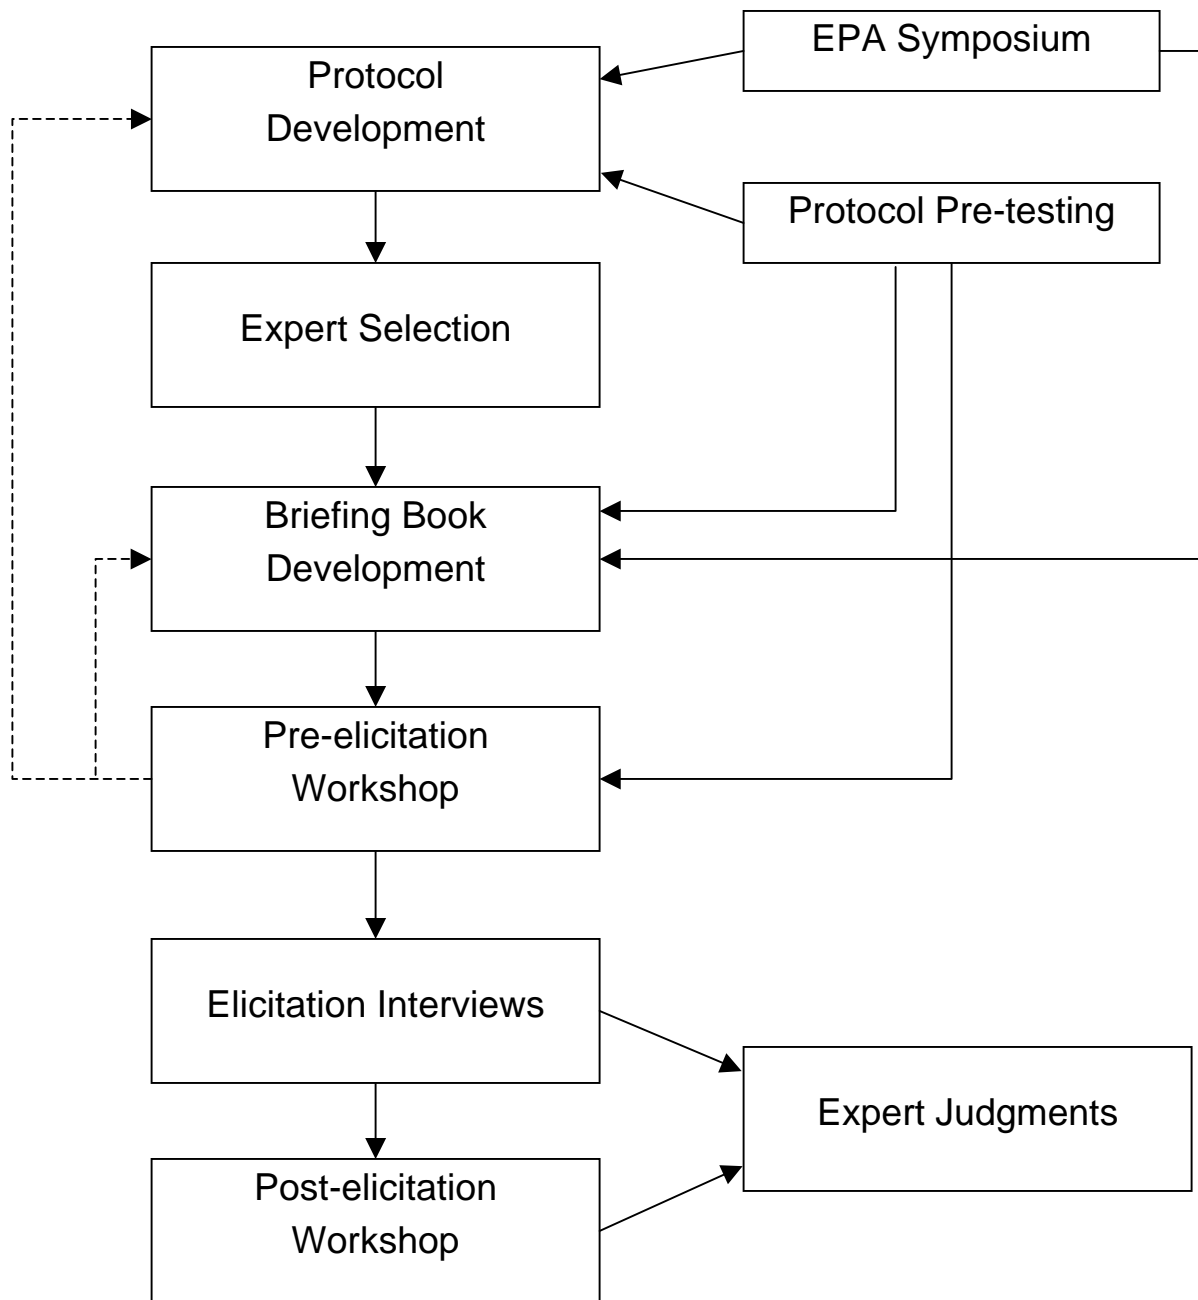 EPA Symposium
Protocol
Development
Protocol Pre-testing
Expert Selection
Briefing Book
Development
Pre-elicitation
Workshop
Elicitation Interviews
Expert Judgments
Post-elicitation
Workshop